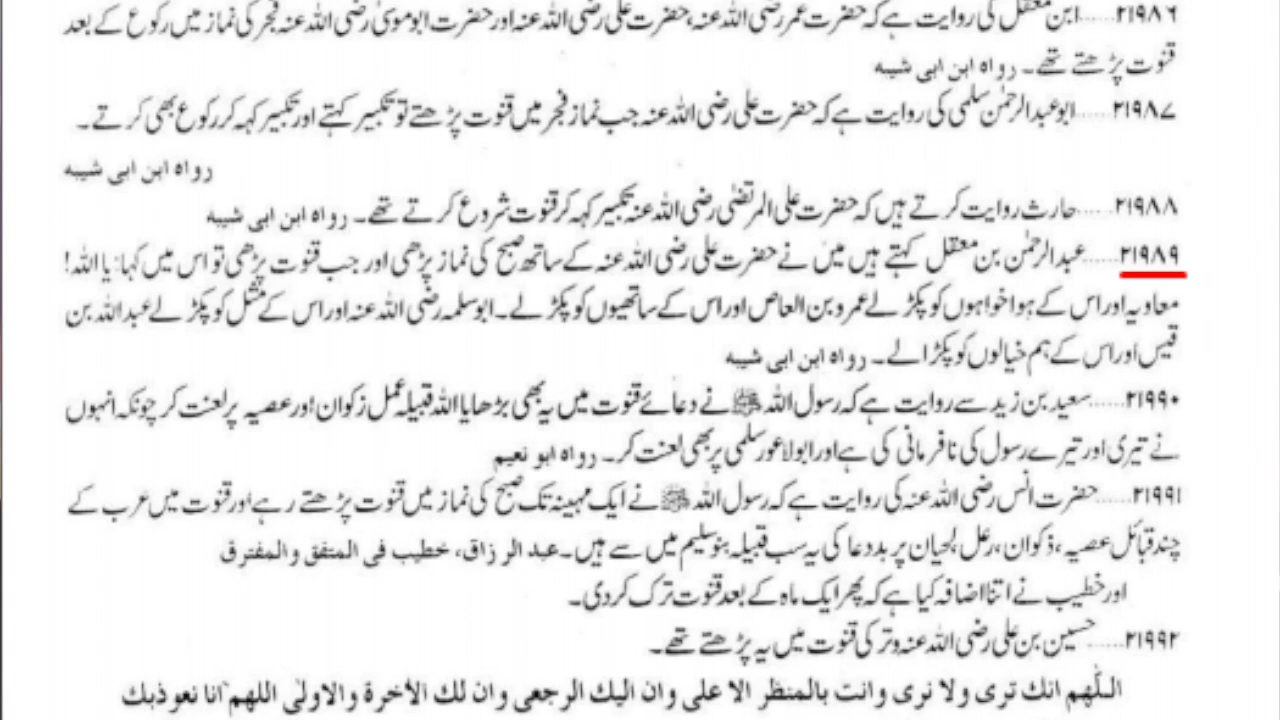 ۲۱۹۸۶......ابن معقل کی روایت ہے کہ حضرت عمر رضی اللہ عنہ، حضرت علی رضی اللہ عنہ اور حضرت ابو موسیٰ رضی اللہ عنہ فجر کی نماز میں رکوع کے بعد
قنوت پڑھتے تھے۔ رواہ ابن ابی شیبہ
۲۱۹۸۷......ابوعبدالرحمٰن سلمی کی روایت ہے کہ حضرت علی رضی اللہ عنہ جب نماز فجر میں قنوت پڑھتے تو تکبیر کہتے اور تکبیر کہہ کر رکوع بھی کرتے۔
رواہ ابن ابی شیبہ
۲۱۹۸۸......حارث روایت کرتے ہیں کہ حضرت علی المرتضیٰ رضی اللہ عنہ تکبیر کہہ کر قنوت شروع کرتے تھے۔ رواہ ابن ابی شیبہ
۲۱۹۸۹......عبدالرحمٰن بن معقل کہتے ہیں میں نے حضرت علی رضی اللہ عنہ کے ساتھ صبح کی نماز پڑھی اور جب قنوت پڑھی تو اس میں کہا: یا اللہ!
معاویہ اور اس کے ہوا خواہوں کو پکڑ لے عمرو بن العاص اور اس کے ساتھیوں کو پکڑ لے۔ ابوسلمہ رضی اللہ عنہ اور اس کے مثل کو پکڑ لے عبداللہ بن
قیس اور اس کے ہم خیالوں کو پکڑا لے۔ رواہ ابن ابی شیبہ
۲۱۹۹۰......سعید بن زید سے روایت ہے کہ رسول اللہ ﷺ نے دعائے قنوت میں یہ بھی بڑھایا اللہ قبیلہ عمل زکوان اور عصیہ پر لعنت کر چونکہ انہوں
نے تیری اور تیرے رسول کی نافرمانی کی ہے اور ابولاعور سلمی پر بھی لعنت کر۔ رواہ ابو نعیم
۲۱۹۹۱......حضرت انس رضی اللہ عنہ کی روایت ہے کہ رسول اللہ ﷺ نے ایک مہینہ تک صبح کی نماز میں قنوت پڑھتے رہے اور قنوت میں عرب کے
چند قبائل عصیہ، ذکوان، رعل، لحیان پر بددعا کی یہ سب قبیلہ بنوسلیم میں سے ہیں۔ عبد الرزاق، خطیب فی المتفق والمفترق
اور خطیب نے اتنا اضافہ کیا ہے کہ پھر ایک ماہ کے بعد قنوت ترک کردی۔
۲۱۹۹۲......حسین بن علی رضی اللہ عنہ وتر کی قنوت میں یہ پڑھتے تھے۔
اللّٰھم انک تری ولا نری وانت بالمنظر الا علی وان الیک الرجعی وان لک الأخرۃ والاولیٰ اللھم انا نعوذبک